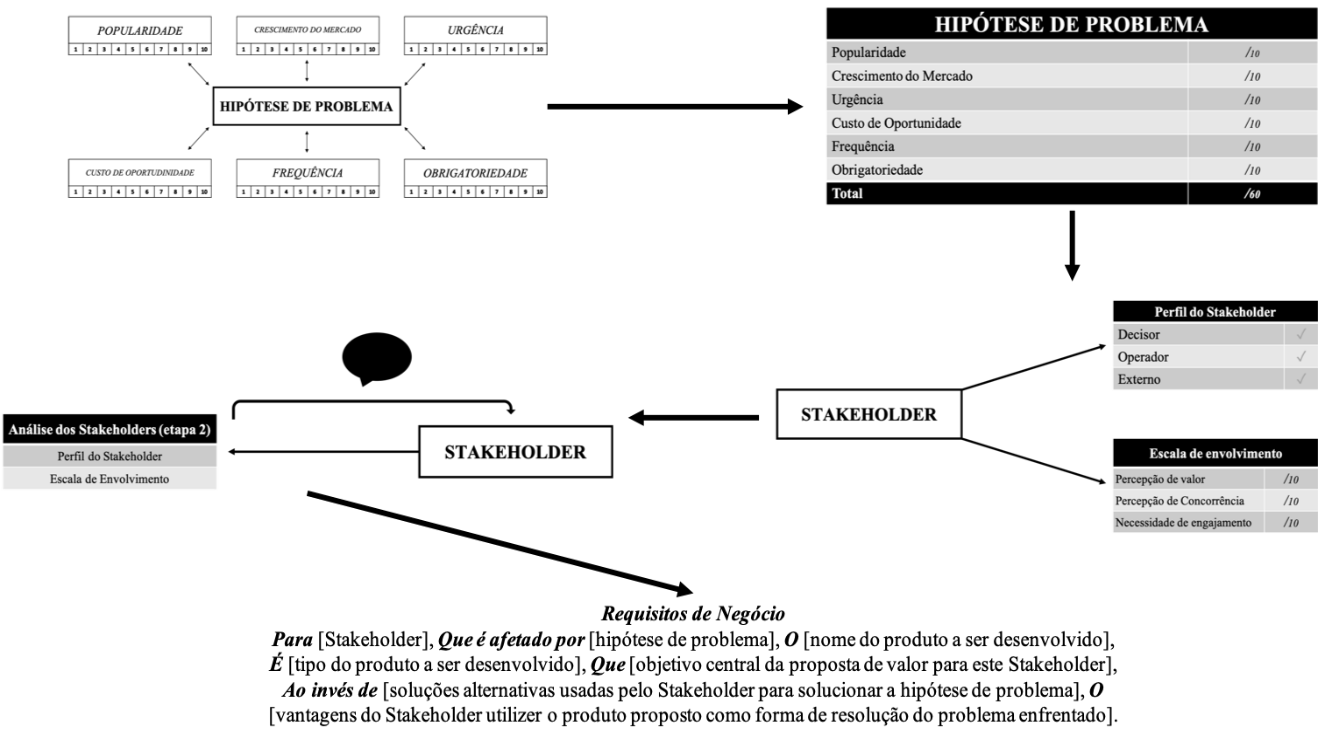 POPULARIDADE
1 2 3 4 5 6 7 8 9 10
CRESCIMENTO DO MERCADO
1 2 3 4 5 6 7 8 9 10
URGÊNCIA
1 2 3 4 5 6 7 8 9 10
HIPÓTESE DE PROBLEMA
CUSTO DE OPORTUDINIDADE
1 2 3 4 5 6 7 8 9 10
FREQUÊNCIA
1 2 3 4 5 6 7 8 9 10
OBRIGATORIEDADE
1 2 3 4 5 6 7 8 9 10
HIPÓTESE DE PROBLEMA
Popularidade /10
Crescimento do Mercado /10
Urgência /10
Custo de Oportunidade /10
Frequência /10
Obrigatoriedade /10
Total /60
Perfil do Stakeholder
Decisor ✓
Operador ✓
Externo ✓
STAKEHOLDER
Escala de envolvimento
Percepção de valor /10
Percepção de Concorrência /10
Necessidade de engajamento /10
STAKEHOLDER
Análise dos Stakeholders (etapa 2)
Perfil do Stakeholder
Escala de Envolvimento
Requisitos de Negócio
Para [Stakeholder], Que é afetado por [hipótese de problema], O [nome do produto a ser desenvolvido],
É [tipo do produto a ser desenvolvido], Que [objetivo central da proposta de valor para este Stakeholder],
Ao invés de [soluções alternativas usadas pelo Stakeholder para solucionar a hipótese de problema], O
[vantagens do Stakeholder utilizer o produto proposto como forma de resolução do problema enfrentado].